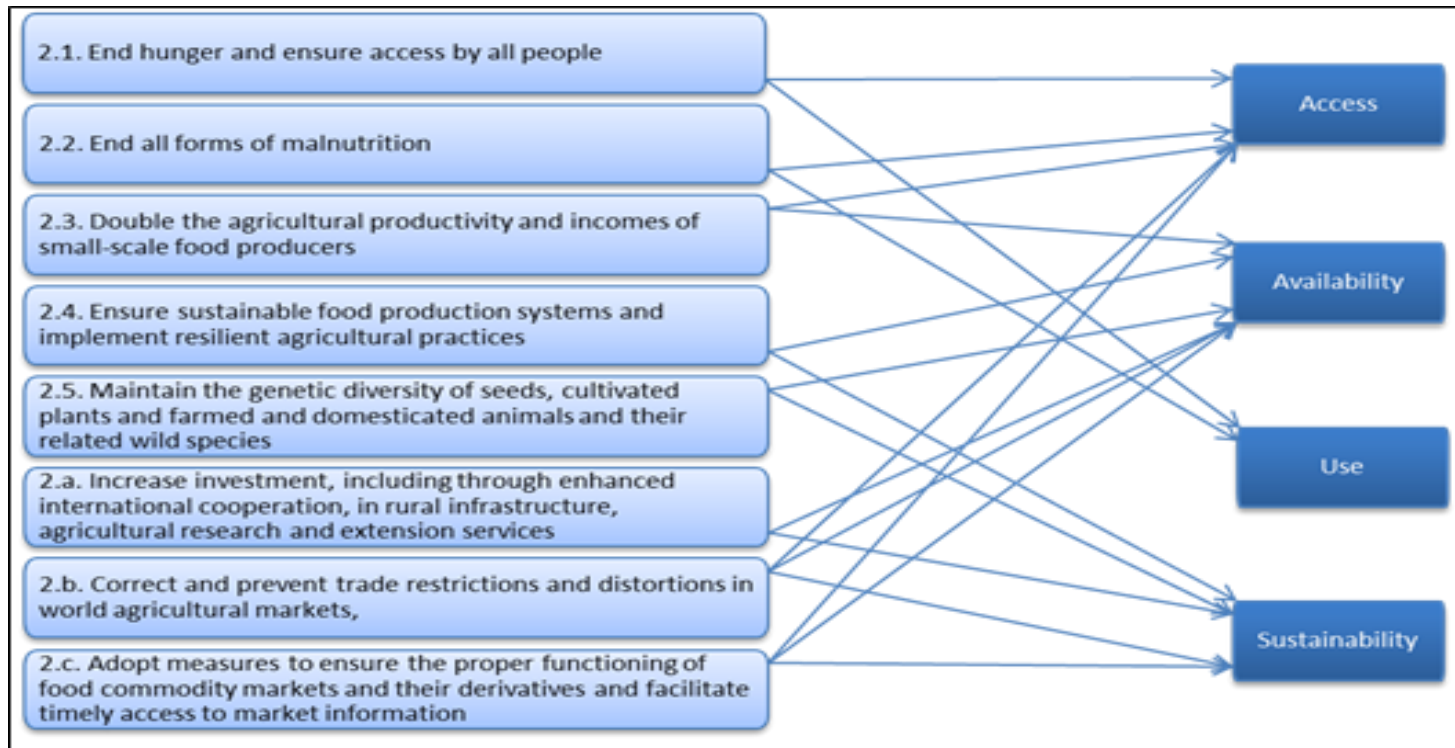 2.1. End hunger and ensure access by all people
2.2. End all forms of malnutrition
2.3. Double the agricultural productivity and incomes of
small-scale food producers
2.4. Ensure sustainable food production systems and
implement resilient agricultural practices
2.5. Maintain the genetic diversity of seeds, cultivated
plants and farmed and domesticated animals and their
related wild species
2.a. Increase investment, including through enhanced
international cooperation, in rural infrastructure,
agricultural research and extension services
2.b. Correct and prevent trade restrictions and distortions in
world agricultural markets,
2.c. Adopt measures to ensure the proper functioning of
food commodity markets and their derivatives and facilitate
timely access to market information
Access
Availability
Use
Sustainability